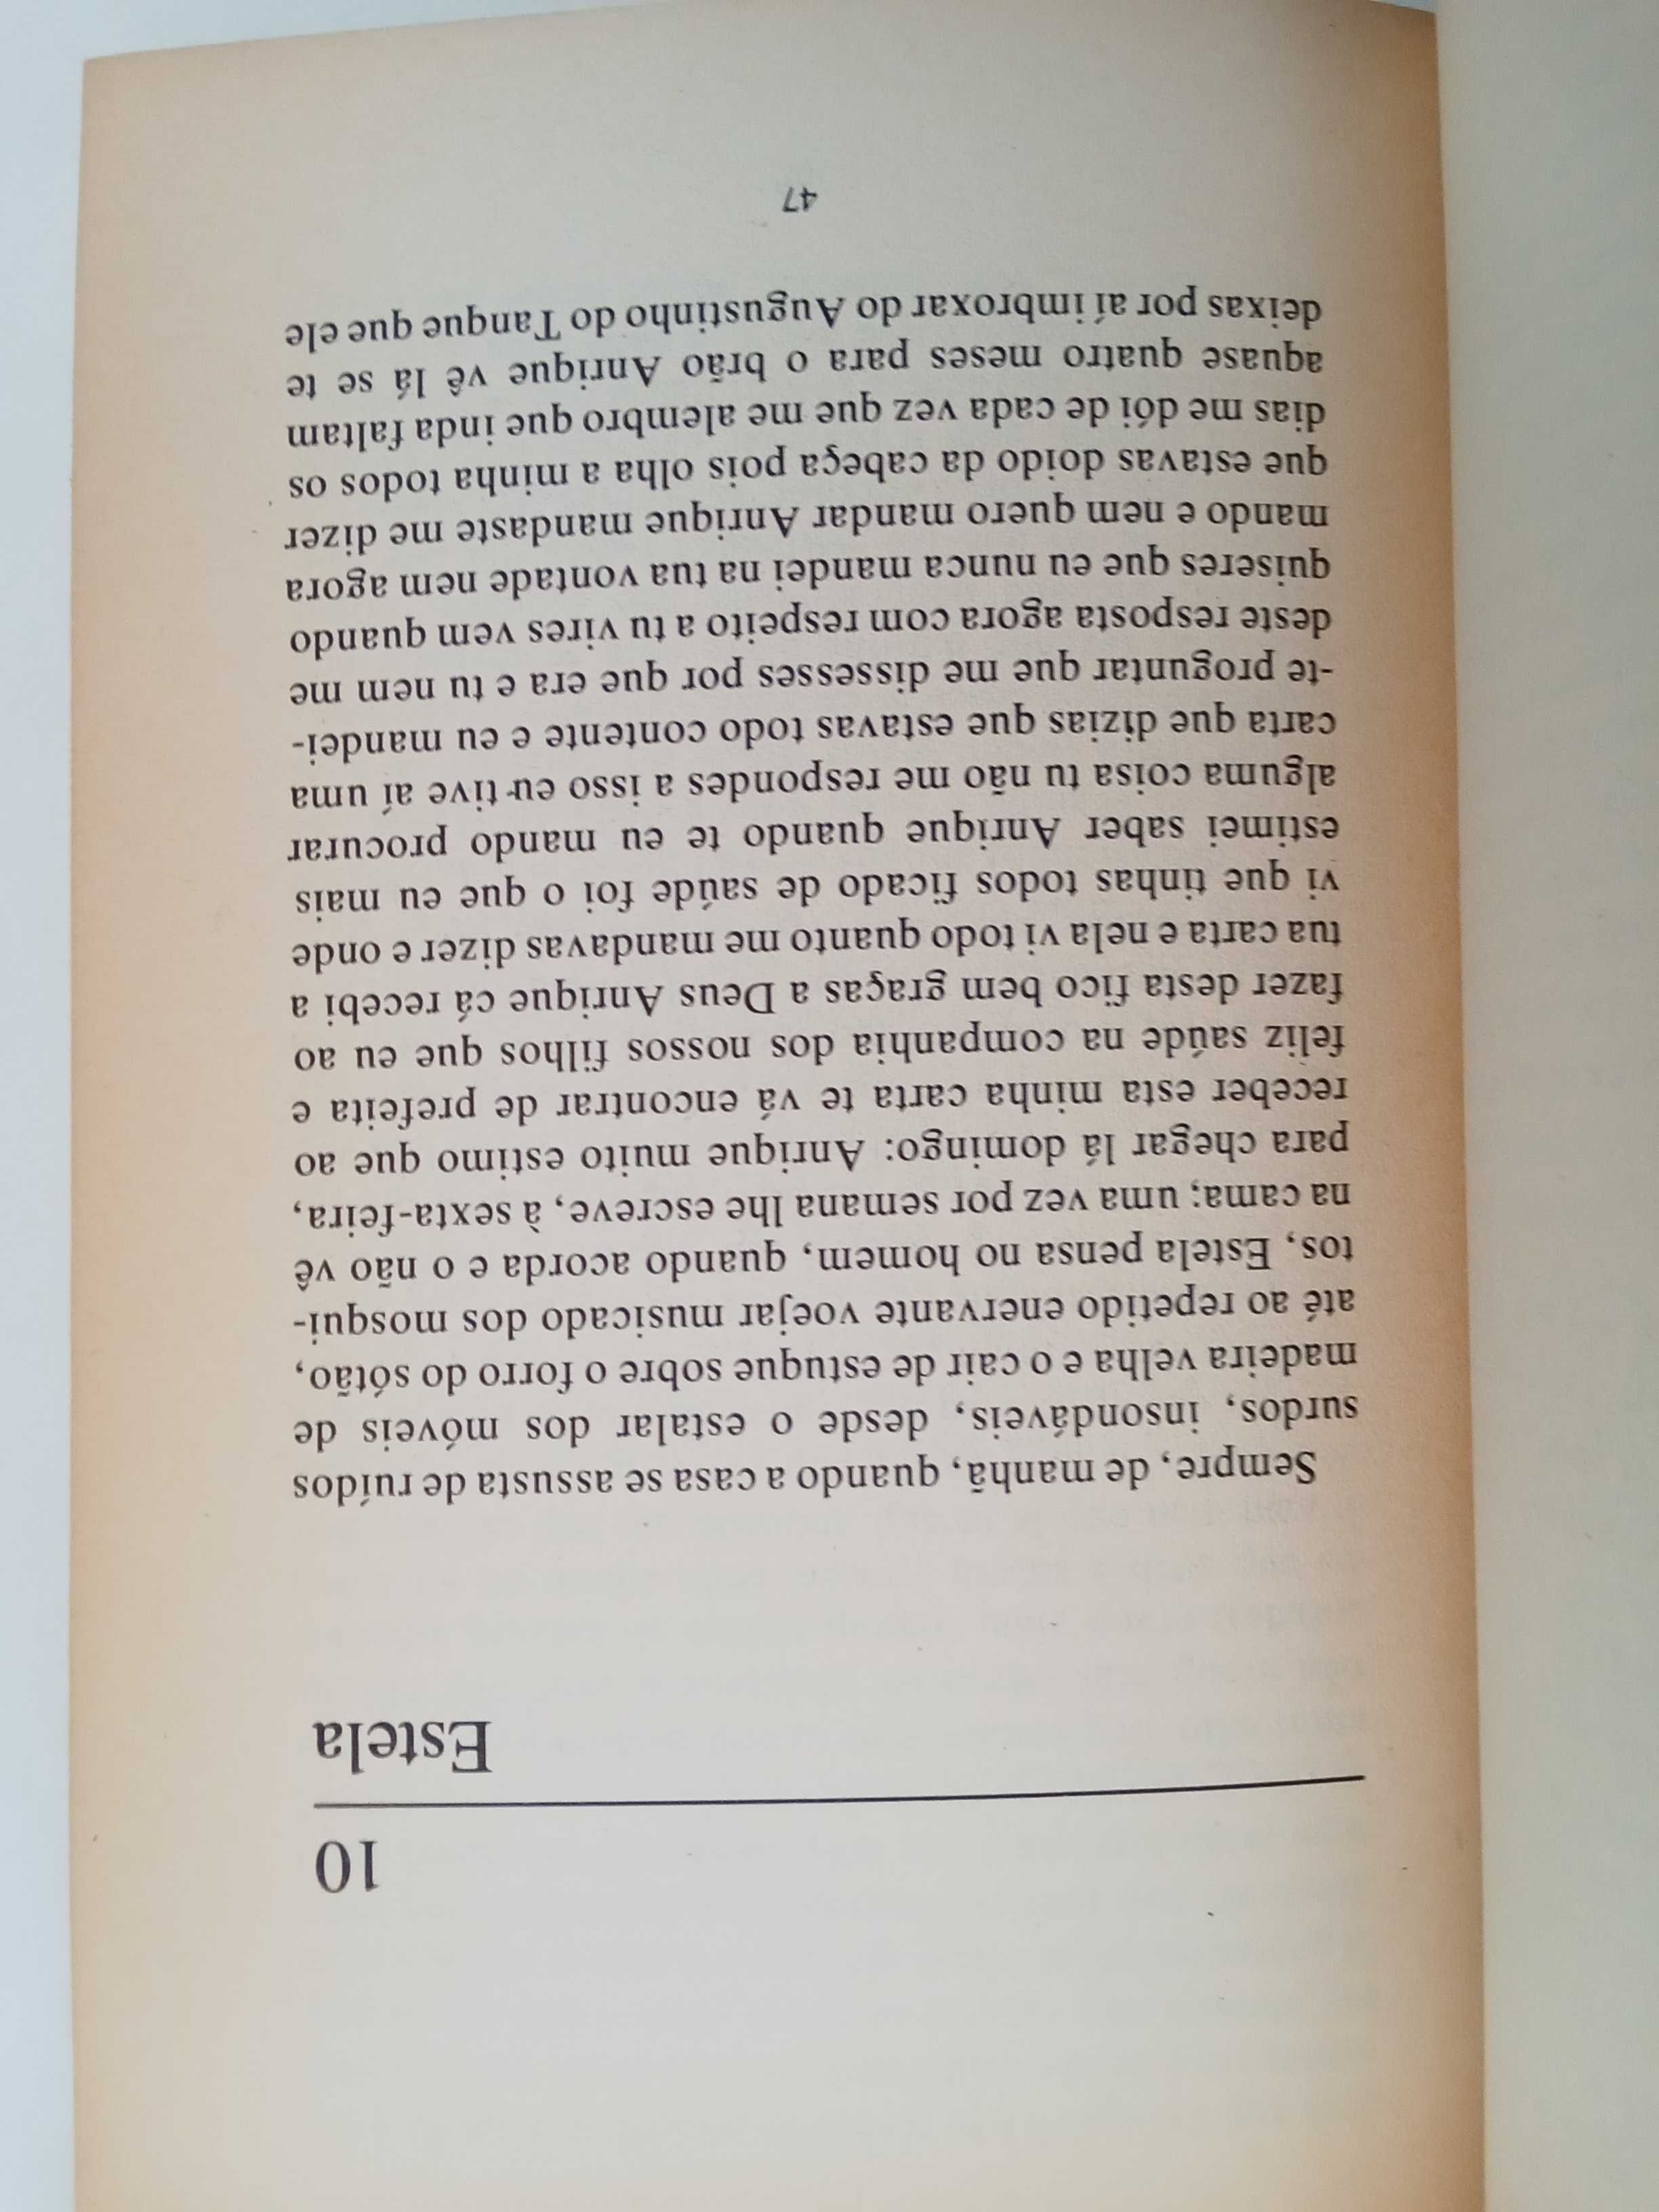 10
Estela
Sempre, de manhã, quando a casa se assusta de ruídos
surdos, insondáveis, desde o estalar dos móveis de
madeira velha e o cair de estuque sobre o forro do sótão,
até ao repetido enervante voejar musicado dos mosqui-
tos, Estela pensa no homem, quando acorda e o não vê
na cama; uma vez por semana lhe escreve, à sexta-feira,
para chegar lá domingo: Anrique muito estimo que ao
receber esta minha carta te vá encontrar de prefeita e
feliz saúde na companhia dos nossos filhos que eu ao
fazer desta fico bem graças a Deus Anrique cá recebi a
tua carta e nela vi todo quanto me mandavas dizer e onde
vi que tinhas todos ficado de saúde foi o que eu mais
estimei saber Anrique quando te eu mando procurar
alguma coisa tu não me respondes a isso eu tive aí uma
carta que dizias que estavas todo contente e eu mandei-
-te proguntar que me dissesses por que era e tu nem me
deste resposta agora com respeito a tu vires vem quando
quiseres que eu nunca mandei na tua vontade nem agora
mando e nem quero mandar Anrique mandaste me dizer
que estavas doido da cabeça pois olha a minha todos os
dias me dói de cada vez que me alembro que inda faltam
aquase quatro meses para o brão Anrique vê lá se te
deixas por aí imbroxar do Augustinho do Tanque que ele
47